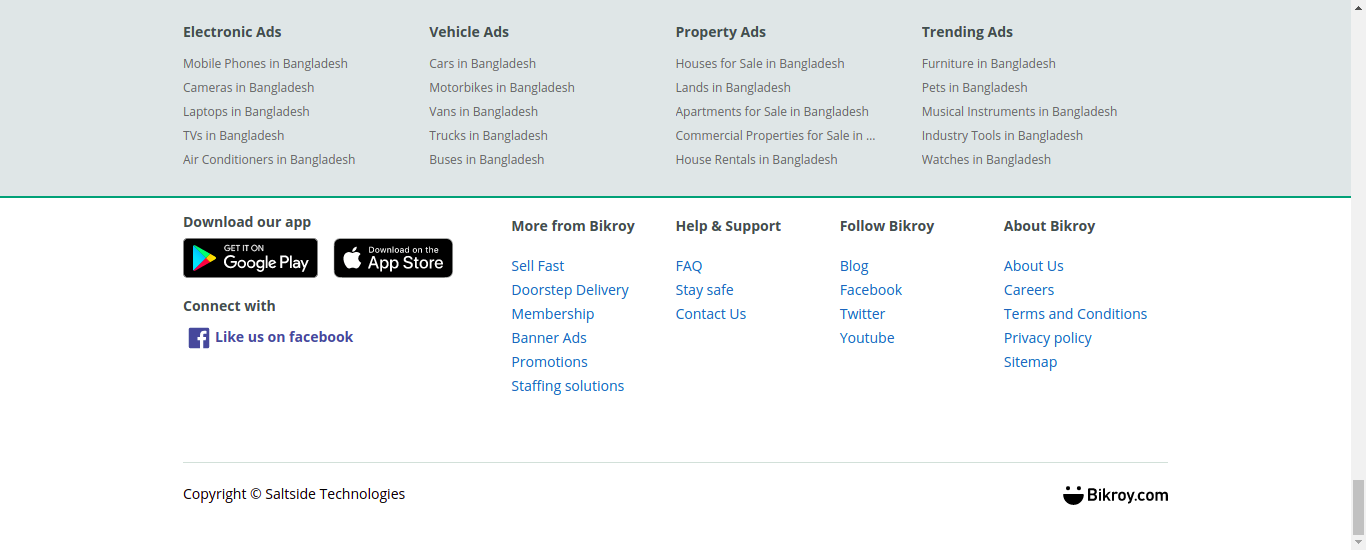 Electronic Ads
Mobile Phones in Bangladesh
Cameras in Bangladesh
Laptops in Bangladesh
TVs in Bangladesh
Air Conditioners in Bangladesh
Vehicle Ads
Cars in Bangladesh
Motorbikes in Bangladesh
Vans in Bangladesh
Trucks in Bangladesh
Buses in Bangladesh
Property Ads
Houses for Sale in Bangladesh
Lands in Bangladesh
Apartments for Sale in Bangladesh
Commercial Properties for Sale in ...
House Rentals in Bangladesh
Trending Ads
Furniture in Bangladesh
Pets in Bangladesh
Musical Instruments in Bangladesh
Industry Tools in Bangladesh
Watches in Bangladesh
Download our app
GET IT ON
Google Play
Download on the
App Store
Connect with
Like us on facebook
More from Bikroy
Sell Fast
Doorstep Delivery
Membership
Banner Ads
Promotions
Staffing solutions
Help & Support
FAQ
Stay safe
Contact Us
Follow Bikroy
Blog
Facebook
Twitter
Youtube
About Bikroy
About Us
Careers
Terms and Conditions
Privacy policy
Sitemap
Copyright © Saltside Technologies
Bikroy.com